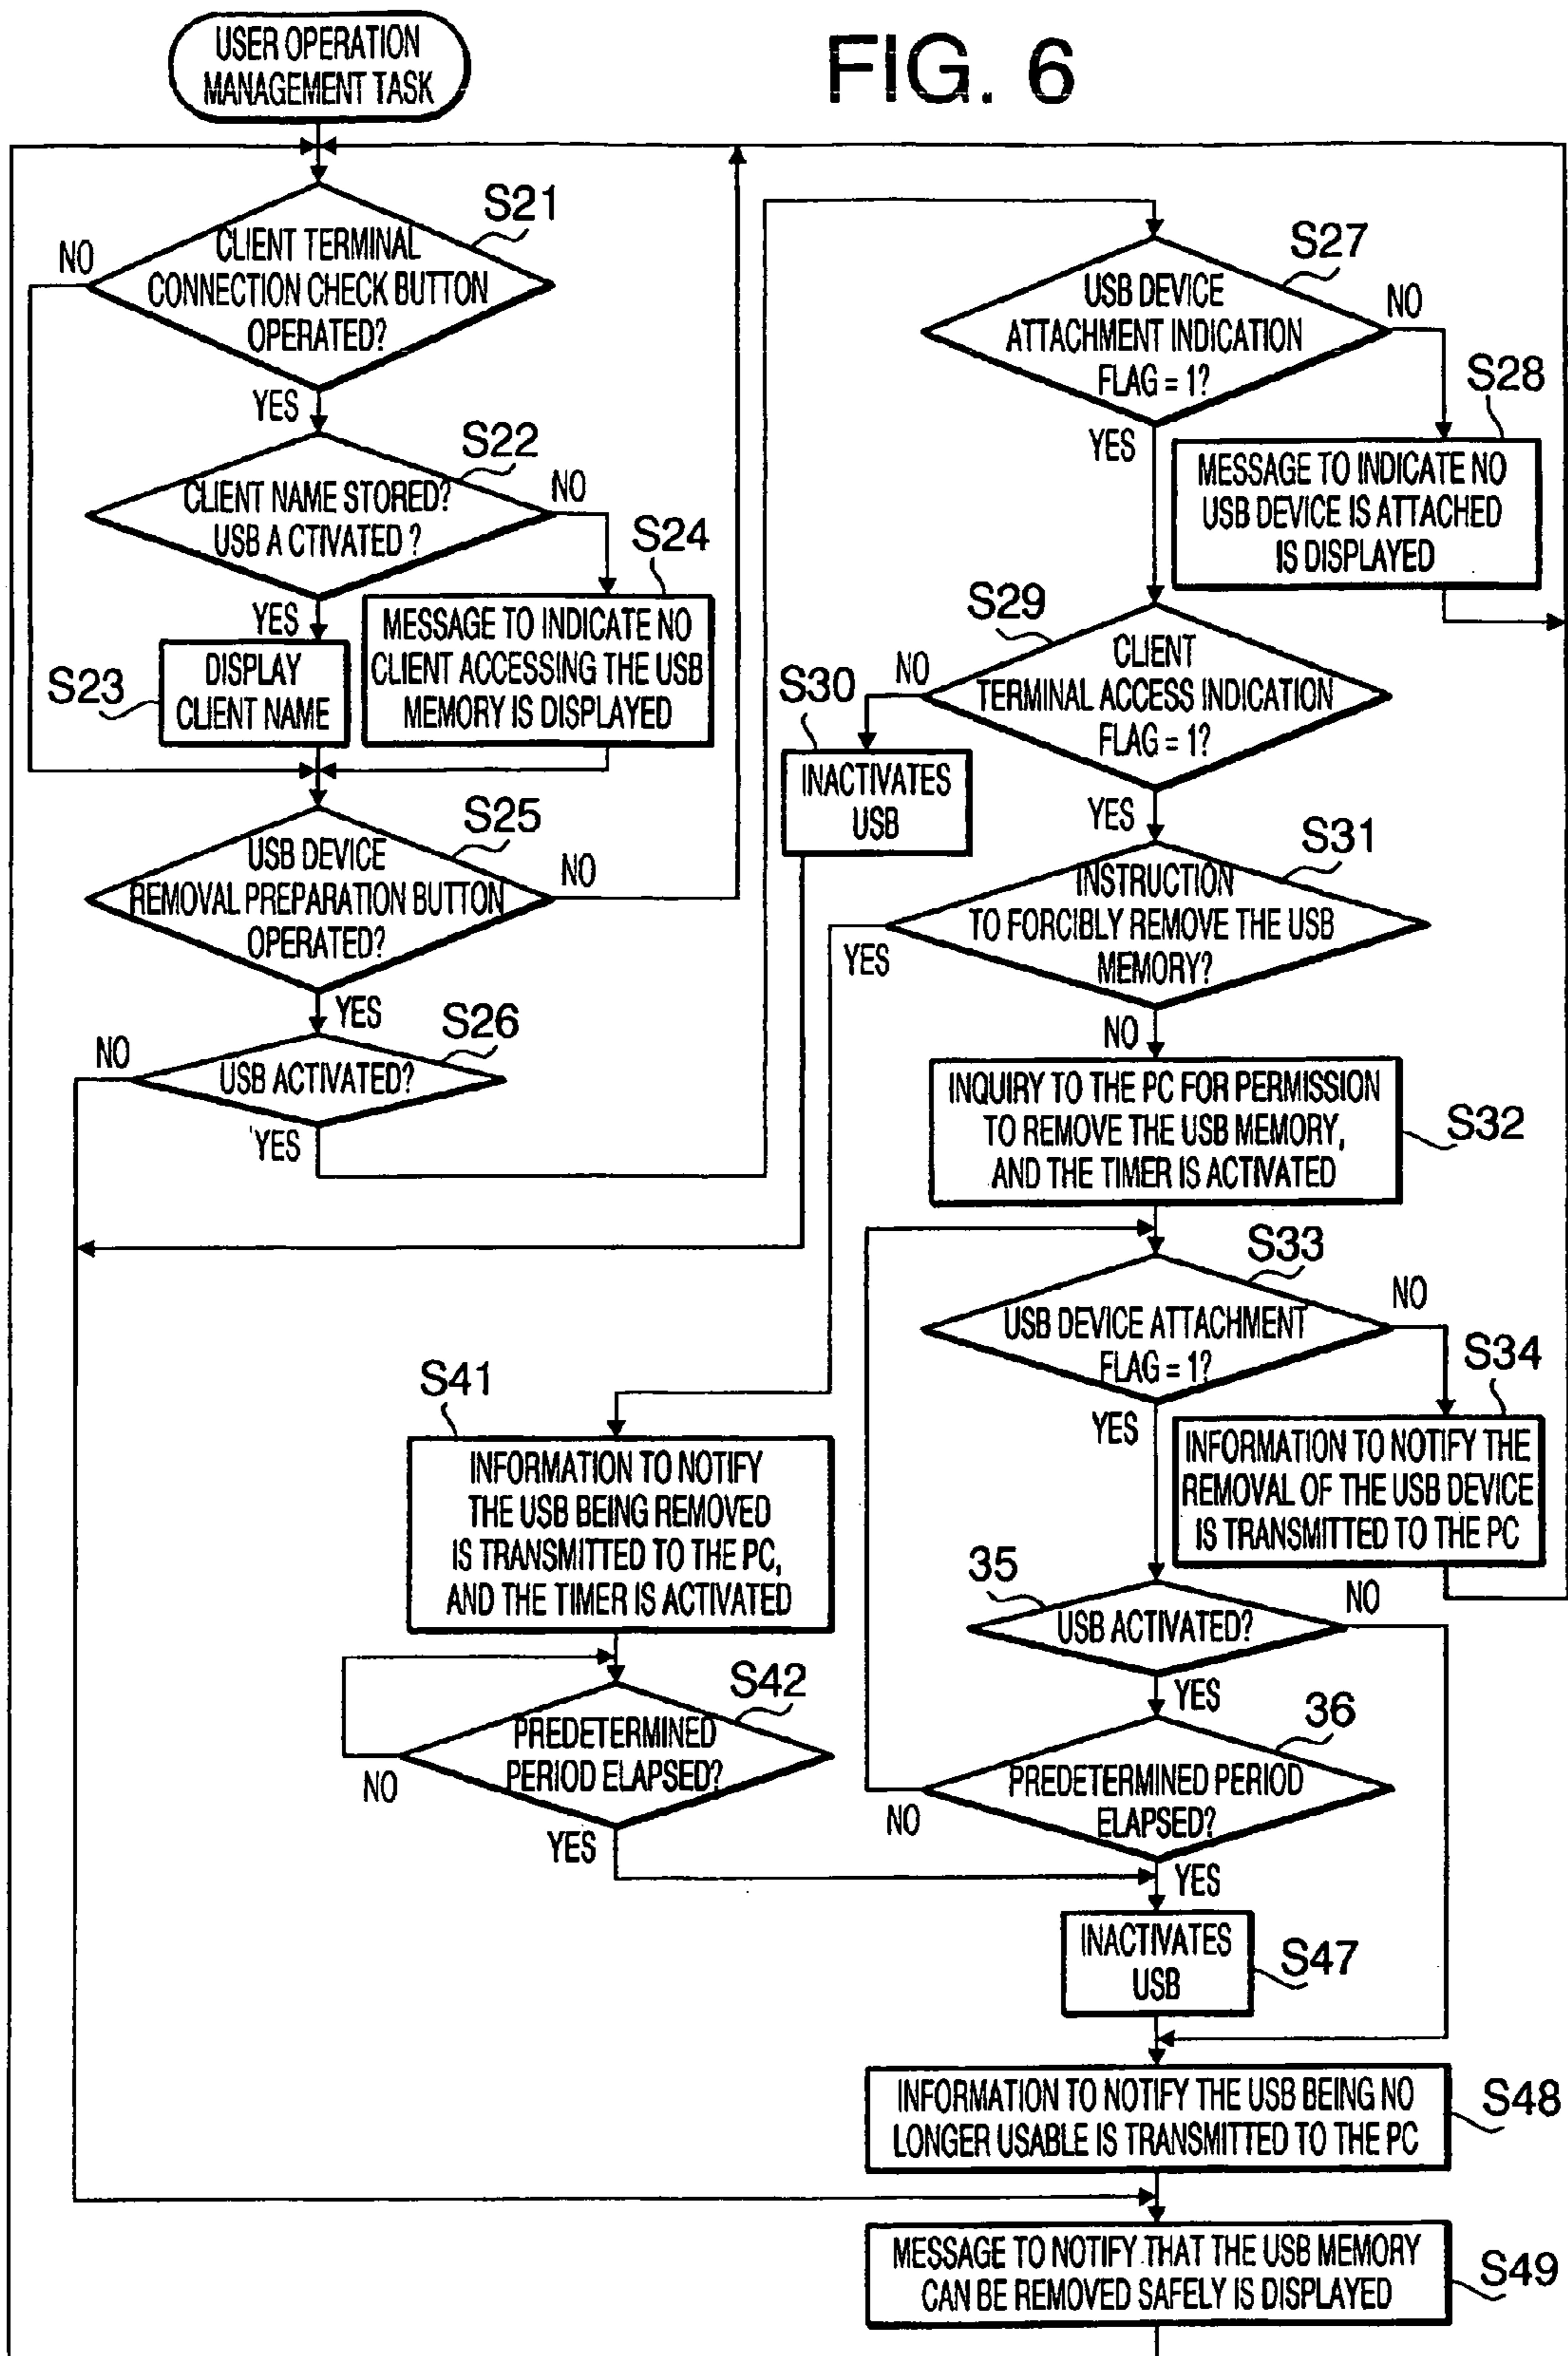 FIG. 6
USER OPERATION
MANAGEMENT TASK
S21
CLIENT TERMINAL
CONNECTION CHECK BUTTON
OPERATED?
NO
YES
S22
CLIENT NAME STORED?
USB A CTIVATED ?
NO
YES
S23
DISPLAY
CLIENT NAME
S24
MESSAGE TO INDICATE NO
CLIENT ACCESSING THE USB
MEMORY IS DISPLAYED
S25
USB DEVICE
REMOVAL PREPARATION BUTTON
OPERATED?
NO
YES
S26
USB ACTIVATED?
NO
YES
S27
USB DEVICE
ATTACHMENT INDICATION
FLAG = 1?
NO
YES
S28
MESSAGE TO INDICATE NO
USB DEVICE IS ATTACHED
IS DISPLAYED
S29
CLIENT
TERMINAL ACCESS INDICATION
FLAG = 1?
NO
YES
S30
INACTIVATES
USB
S31
INSTRUCTION
TO FORCIBLY REMOVE THE USB
MEMORY?
YES
NO
S32
INQUIRY TO THE PC FOR PERMISSION
TO REMOVE THE USB MEMORY,
AND THE TIMER IS ACTIVATED
S33
USB DEVICE ATTACHMENT
FLAG = 1?
NO
YES
S34
INFORMATION TO NOTIFY THE
REMOVAL OF THE USB DEVICE
IS TRANSMITTED TO THE PC
35
USB ACTIVATED?
NO
YES
36
PREDETERMINED PERIOD
ELAPSED?
NO
YES
S41
INFORMATION TO NOTIFY
THE USB BEING REMOVED
IS TRANSMITTED TO THE PC,
AND THE TIMER IS ACTIVATED
S42
PREDETERMINED
PERIOD ELAPSED?
NO
YES
INACTIVATES
USB
S47
INFORMATION TO NOTIFY THE USB BEING NO
LONGER USABLE IS TRANSMITTED TO THE PC
S48
MESSAGE TO NOTIFY THAT THE USB MEMORY
CAN BE REMOVED SAFELY IS DISPLAYED
S49